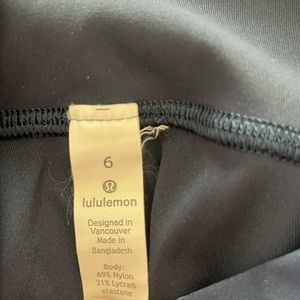 6
lululemon
Designed in
Vancouver
Made in
Bangladesh
Body:
69% Nylon
31% Lycra®
elastane